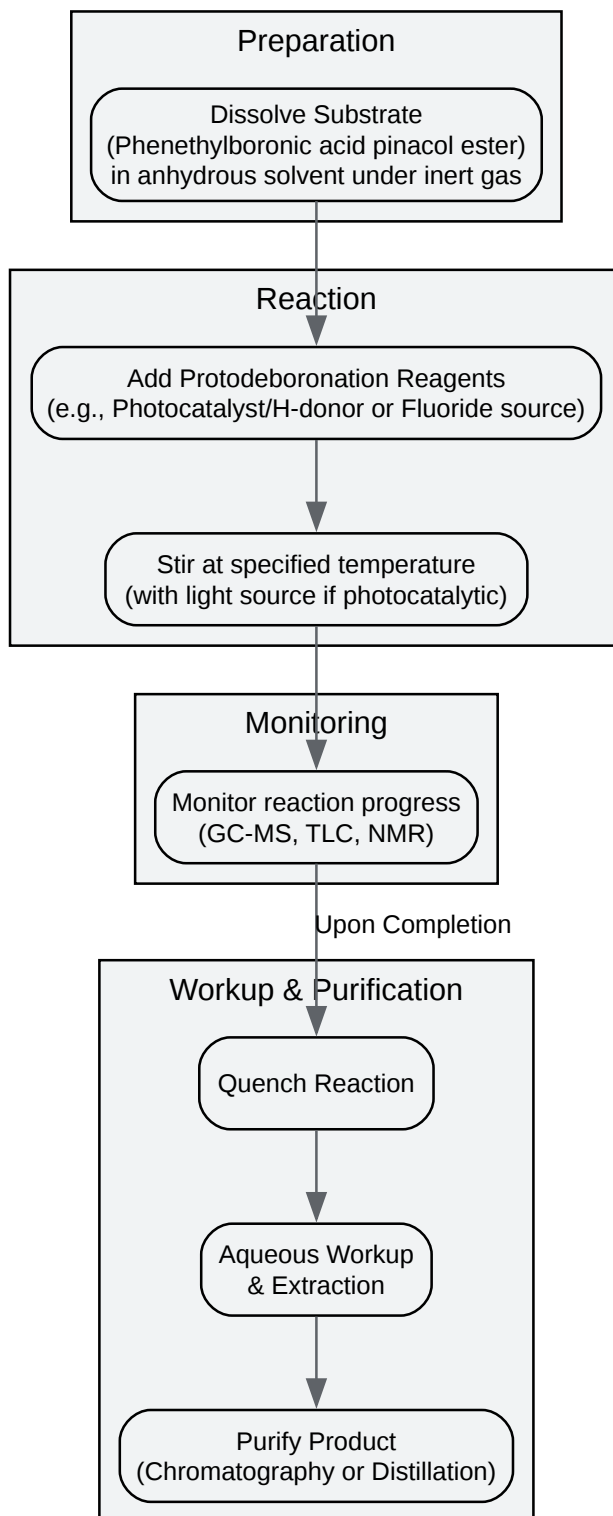 Preparation
Dissolve Substrate
(Phenethylboronic acid pinacol ester)
in anhydrous solvent under inert gas
Reaction
Add Protodeboronation Reagents
(e.g., Photocatalyst/H-donor or Fluoride source)
Stir at specified temperature
(with light source if photocatalytic)
Monitoring
Monitor reaction progress
(GC-MS, TLC, NMR)
Upon Completion
Workup & Purification
Quench Reaction
Aqueous Workup
& Extraction
Purify Product
(Chromatography or Distillation)